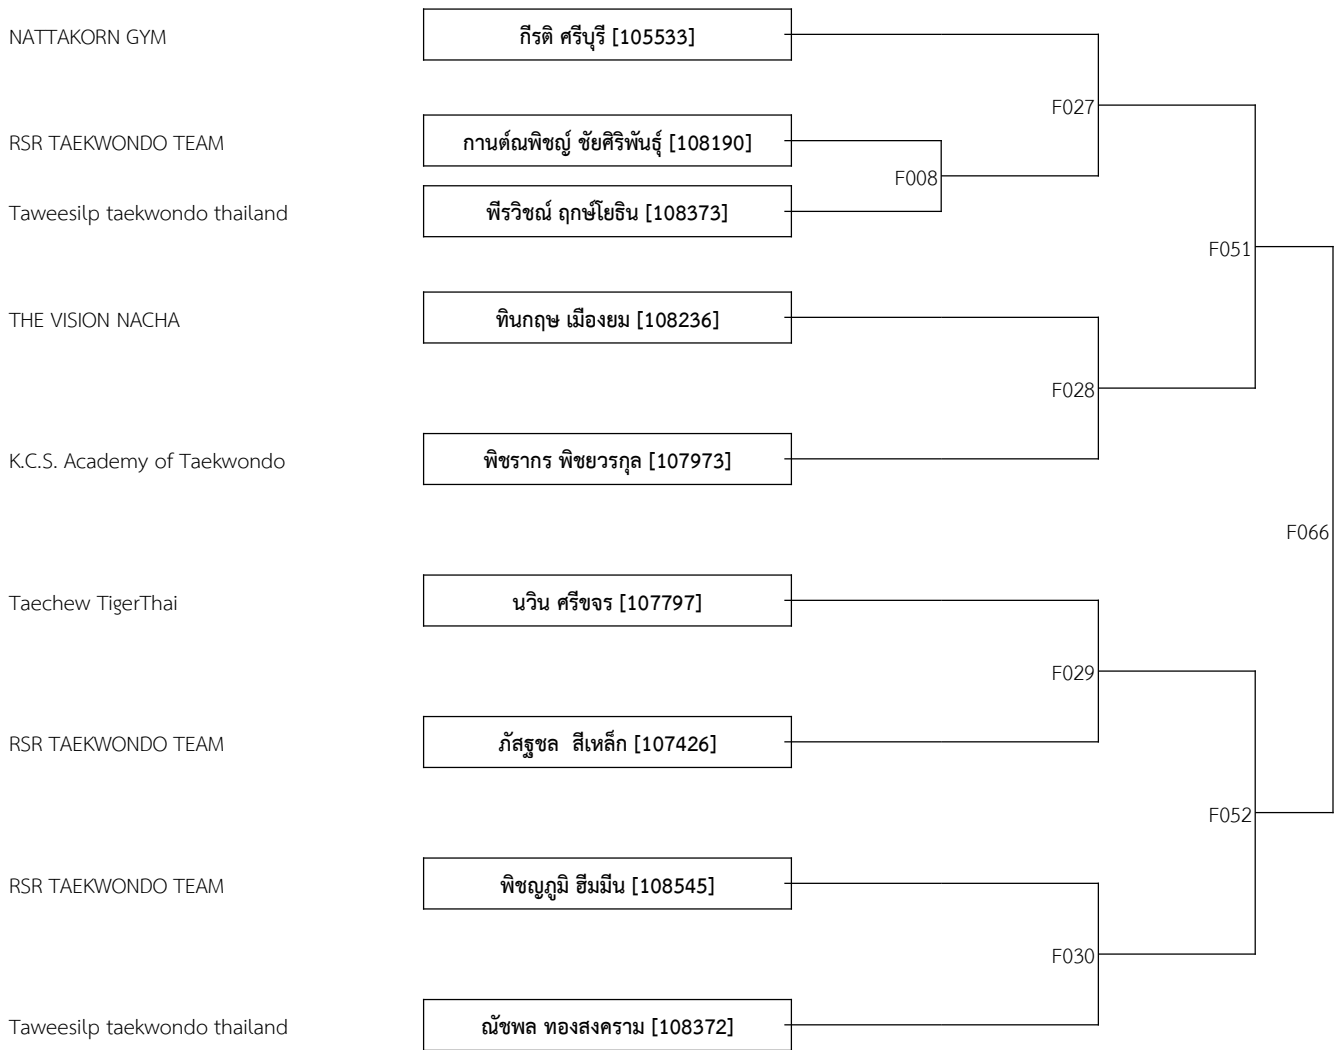 NATTAKORN GYM
กีรติ ศรีบุรี [105533]
F027
RSR TAEKWONDO TEAM
กานต์ณพิชญ์ ชัยศิริพันธุ์ [108190]
F008
Taweesilp taekwondo thailand
พีรวิชณ์ ฤกษ์โยธิน [108373]
F051
THE VISION NACHA
ทินกฤษ เมืองยม [108236]
F028
K.C.S. Academy of Taekwondo
พิชรากร พิชยวรกุล [107973]
F066
Taechew TigerThai
นวิน ศรีขจร [107797]
F029
RSR TAEKWONDO TEAM
ภัสฐชล สีเหล็ก [107426]
F052
RSR TAEKWONDO TEAM
พิชญภูมิ ฮีมมีน [108545]
F030
Taweesilp taekwondo thailand
ณัชพล ทองสงคราม [108372]